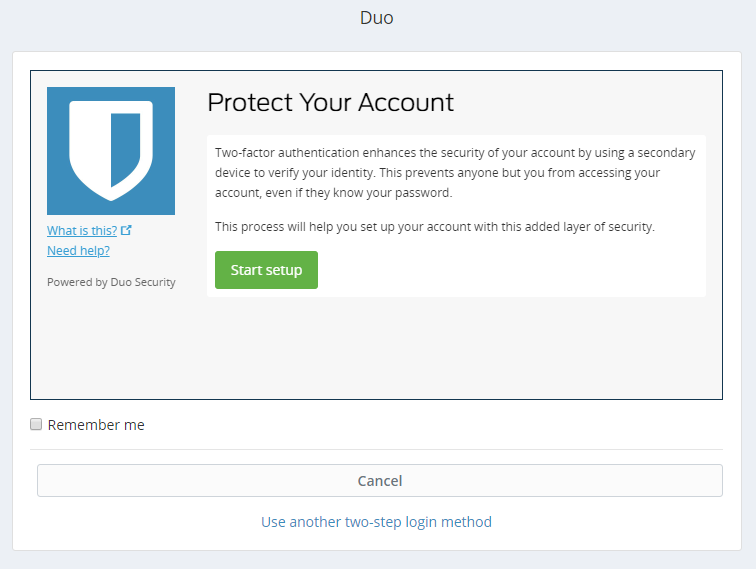 Duo
Protect Your Account
Two-factor authentication enhances the security of your account by using a secondary
device to verify your identity. This prevents anyone but you from accessing your
account, even if they know your password.
This process will help you set up your account with this added layer of security.
Start setup
What is this?
Need help?
Powered by Duo Security
Remember me
Cancel
Use another two-step login method